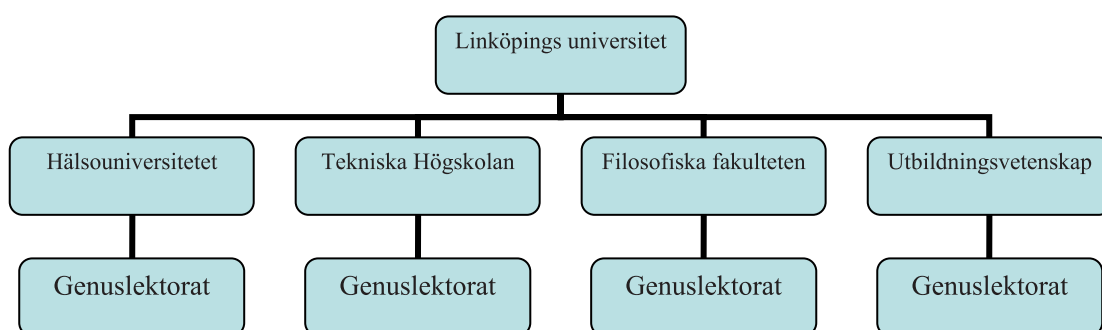 Linköpings universitet
Hälsouniversitetet
Tekniska Högskolan
Filosofiska fakulteten
Utbildningsvetenskap
Genuslektorat
Genuslektorat
Genuslektorat
Genuslektorat